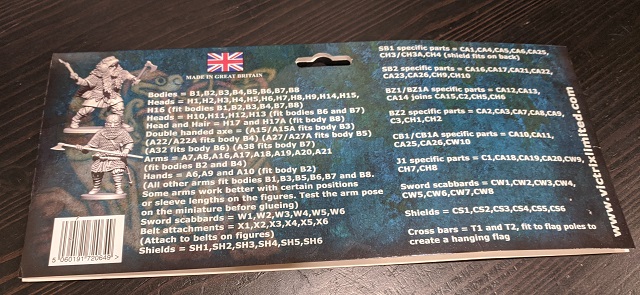 MADE IN GREAT BRITAIN
Bodies = B1,B2,B3,B4,B5,B6,B7,B8
Heads = H1,H2,H3,H4,H5,H6,H7,H8,H9,H14,H15,
H16 (fit bodies B1,B2,B3,B4,B7,B8)
Heads = H10,H11,H12,H13 (fit bodies B6 and B7)
Head and Hair = H17 and H17A (fit body B8)
Double handed axe = (A15/A15A fits body B3)
(A22/A22A fits body B4) (A27/A27A fits body B5)
(A32 fits body B6) (A38 fits body B7)
Arms = A7,A8,A16,A17,A18,A19,A20,A21
(fit bodies B2 and B4)
Hands = A6,A9 and A10 (fit body B2)
(All other arms fit bodies B1,B3,B5,B6,B7 and B8.
Some arms work better with certain positions
or sleeve lengths on the figures. Test the arm pose
on the miniature before glueing)
Sword scabbards = W1,W2,W3,W4,W5,W6
Belt attachments = X1,X2,X3,X4,X5,X6
(Attach to belts on figures)
Shields = SH1,SH2,SH3,SH4,SH5,SH6
5 060191 720649 >
SB1 specific parts = CA1,CA4,CA5,CA6,CA25,
CH3/CH3A,CH4 (shield fits on back)
SB2 specific parts = CA16,CA17,CA21,CA22,
CA23,CA26,CH9,CH10
BZ1/BZ1A specific parts = CA12,CA13,
CA14 joins CA15,C2,CH5,CH6
BZ2 specific parts = CA2,CA3,CA7,CA8,CA9,
C3,CH1,CH2
CB1/CB1A specific parts = CA10,CA11,
CA25,CA26,CW10
J1 specific parts = C1,CA18,CA19,CA20,CW9,
CH7,CH8
Sword scabbards = CW1,CW2,CW3,CW4,
CW5,CW6,CW7,CW8
Shields = CS1,CS2,CS3,CS4,CS5,CS6
Cross bars = T1 and T2, fit to flag poles to
create a hanging flag
www.victrixlimited.com